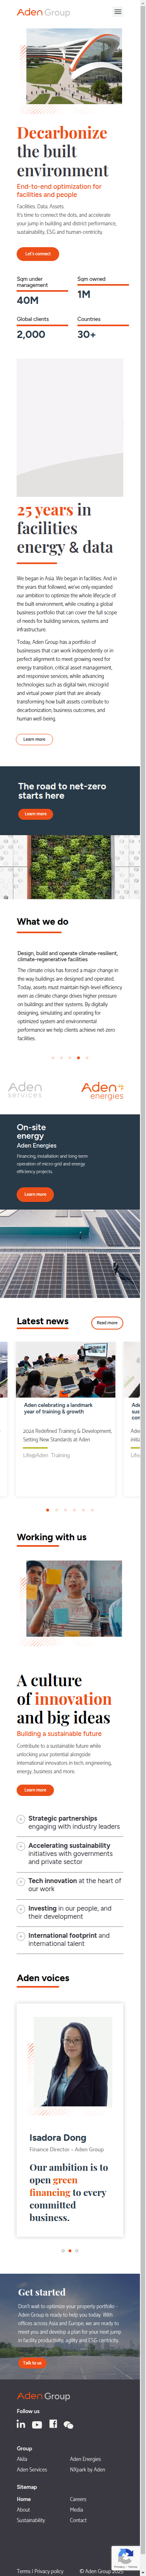 Aden Group
Decarbonize
the built
environment
End-to-end optimization for
facilities and people
Facilities. Data. Assets.
It's time to connect the dots, and accelerate
your jump in building and district performance,
sustainability, ESG and human-centricity.
Let's connect
Sqm under
management
40M
Sqm owned
1M
Global clients
2,000
Countries
30+
25 years in
facilities
energy & data
We began in Asia. We began in facilities. And in
the years that followed, we've only expanded
our ambition to optimize the whole lifecycle of
the built environment, while creating a global
business portfolio that can cover the full scope
of needs for building services, systems and
infrastructure.
Today, Aden Group has a portfolio of
businesses that can work independently or in
perfect alignment to meet growing need for
energy transition, critical asset management,
and responsive services, while advancing
technologies such as digital twin, microgrid
and virtual power plant that are already
transforming how built assets contribute to
decarbonization, business outcomes, and
human well-being.
Learn more
The road to net-zero
starts here
Learn more
What we do
Design, build and operate climate-resilient,
climate-regenerative facilities
The climate crisis has forced a massive change in
the way buildings are designed and operated.
Today, assets must maintain high-level efficiency
even as climate change drives higher pressure
on buildings and their systems. By digitally
designing, simulating, and operating for
optimized spend and environmental
performance we help clients achieve net zero
facilities.
Aden
services
Aden
energies
On-site
energy
Aden Energies
Financing, installation and long-term
operation of micro-grid and energy
efficiency projects.
Learn more
Latest news
Read more
Aden celebrating a landmark
year of training & growth
2024 Redefined Training & Development,
Setting New Standards at Aden
Life@Aden Training
Working with us
A culture
of innovation
and big ideas
Building a sustainable future
Contribute to a sustainable future while
unlocking your potential alongside
international innovators in tech, engineering,
energy, business and more.
Learn more
Strategic partnerships
engaging with industry leaders
Accelerating sustainability
initiatives with governments
and private sector
Tech innovation at the heart of
our work
Investing in our people, and
their development
International footprint and
international talent
Aden voices
Isadora Dong
Finance Director – Aden Group
Our ambition is to
open green
financing to every
committed
business.
Get started
Don't wait to optimize your property portfolio –
Aden Group is ready to help you today. With
offices across Asia and Europe, we are ready to
meet you and develop a plan for your next jump
in facility productivity, agility and ESG centricity.
Talk to us
Aden Group
Follow us
Group
Akila
Aden Energies
Aden Services
NXpark by Aden
Sitemap
Home
Careers
About
Media
Sustainability
Contact
Terms | Privacy policy
© Aden Group 2025
Privacy - Terms